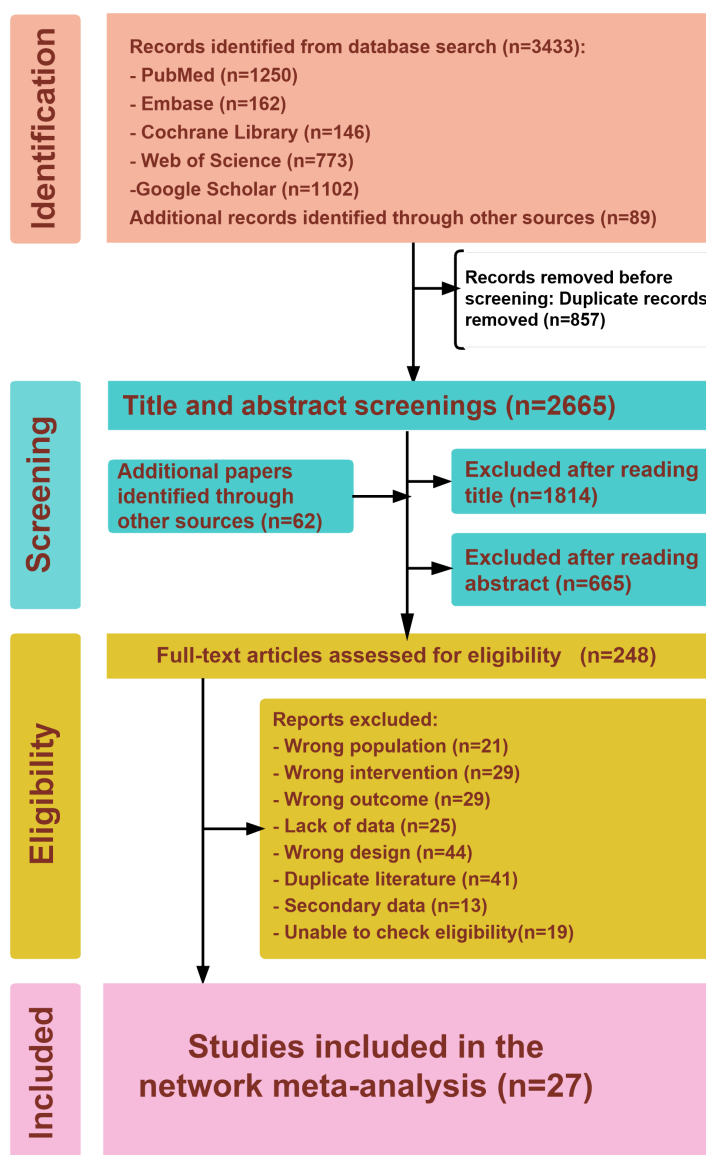 Identification
Records identified from database search (n=3433):
- PubMed (n=1250)
- Embase (n=162)
- Cochrane Library (n=146)
- Web of Science (n=773)
-Google Scholar (n=1102)
Additional records identified through other sources (n=89)
Records removed before
screening: Duplicate records
removed (n=857)
Screening
Title and abstract screenings (n=2665)
Additional papers
identified through
other sources (n=62)
Excluded after reading
title (n=1814)
Excluded after reading
abstract (n=665)
Eligibility
Full-text articles assessed for eligibility (n=248)
Reports excluded:
- Wrong population (n=21)
- Wrong intervention (n=29)
- Wrong outcome (n=29)
- Lack of data (n=25)
- Wrong design (n=44)
- Duplicate literature (n=41)
- Secondary data (n=13)
- Unable to check eligibility(n=19)
Included
Studies included in the
network meta-analysis (n=27)